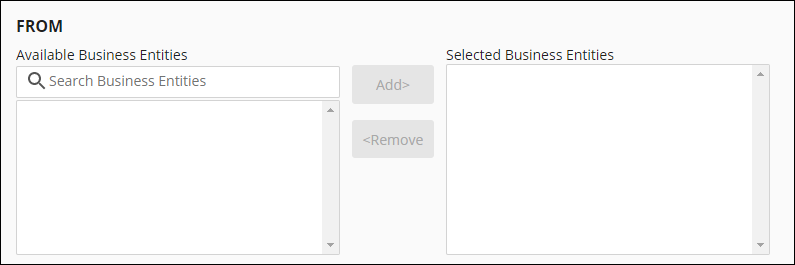 FROM
Available Business Entities
Search Business Entities
Add>
<Remove
Selected Business Entities